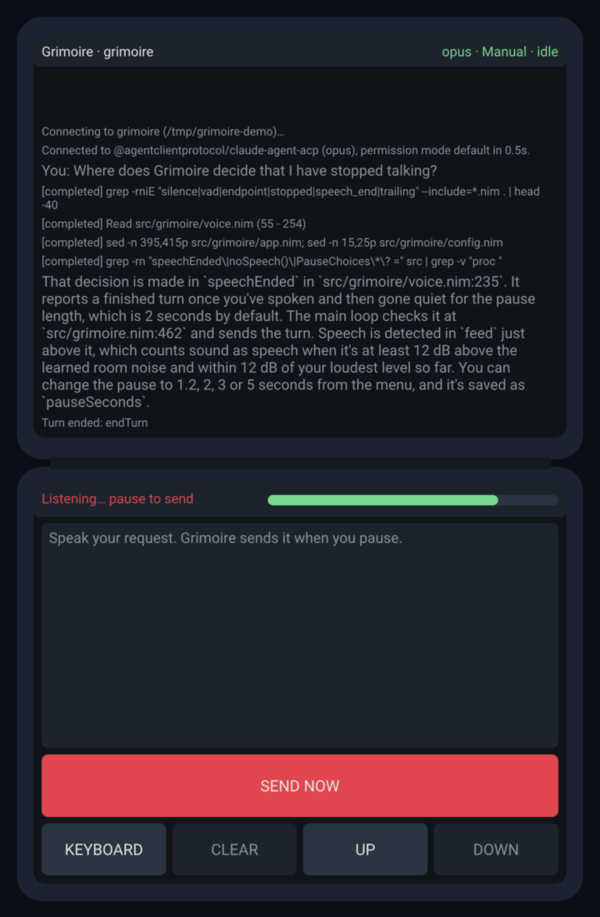 Grimoire · grimoire
opus · Manual · idle
Connecting to grimoire (/tmp/grimoire-demo)…
Connected to @agentclientprotocol/claude-agent-acp (opus), permission mode default in 0.5s.
You: Where does Grimoire decide that I have stopped talking?
[completed] grep -rniE "silence|vad|endpoint|stopped|speech_end|trailing" --include=*.nim . | head
-40
[completed] Read src/grimoire/voice.nim (55 - 254)
[completed] sed -n 395,415p src/grimoire/app.nim; sed -n 15,25p src/grimoire/config.nim
[completed] grep -rn "speechEnded\|noSpeech()\|PauseChoices\*\? =" src | grep -v "proc "
That decision is made in `speechEnded` in `src/grimoire/voice.nim:235`. It
reports a finished turn once you've spoken and then gone quiet for the pause
length, which is 2 seconds by default. The main loop checks it at
`src/grimoire.nim:462` and sends the turn. Speech is detected in `feed` just
above it, which counts sound as speech when it's at least 12 dB above the
learned room noise and within 12 dB of your loudest level so far. You can
change the pause to 1.2, 2, 3 or 5 seconds from the menu, and it's saved as
`pauseSeconds`.
Turn ended: endTurn
Listening… pause to send
Speak your request. Grimoire sends it when you pause.
SEND NOW
KEYBOARD
CLEAR
UP
DOWN